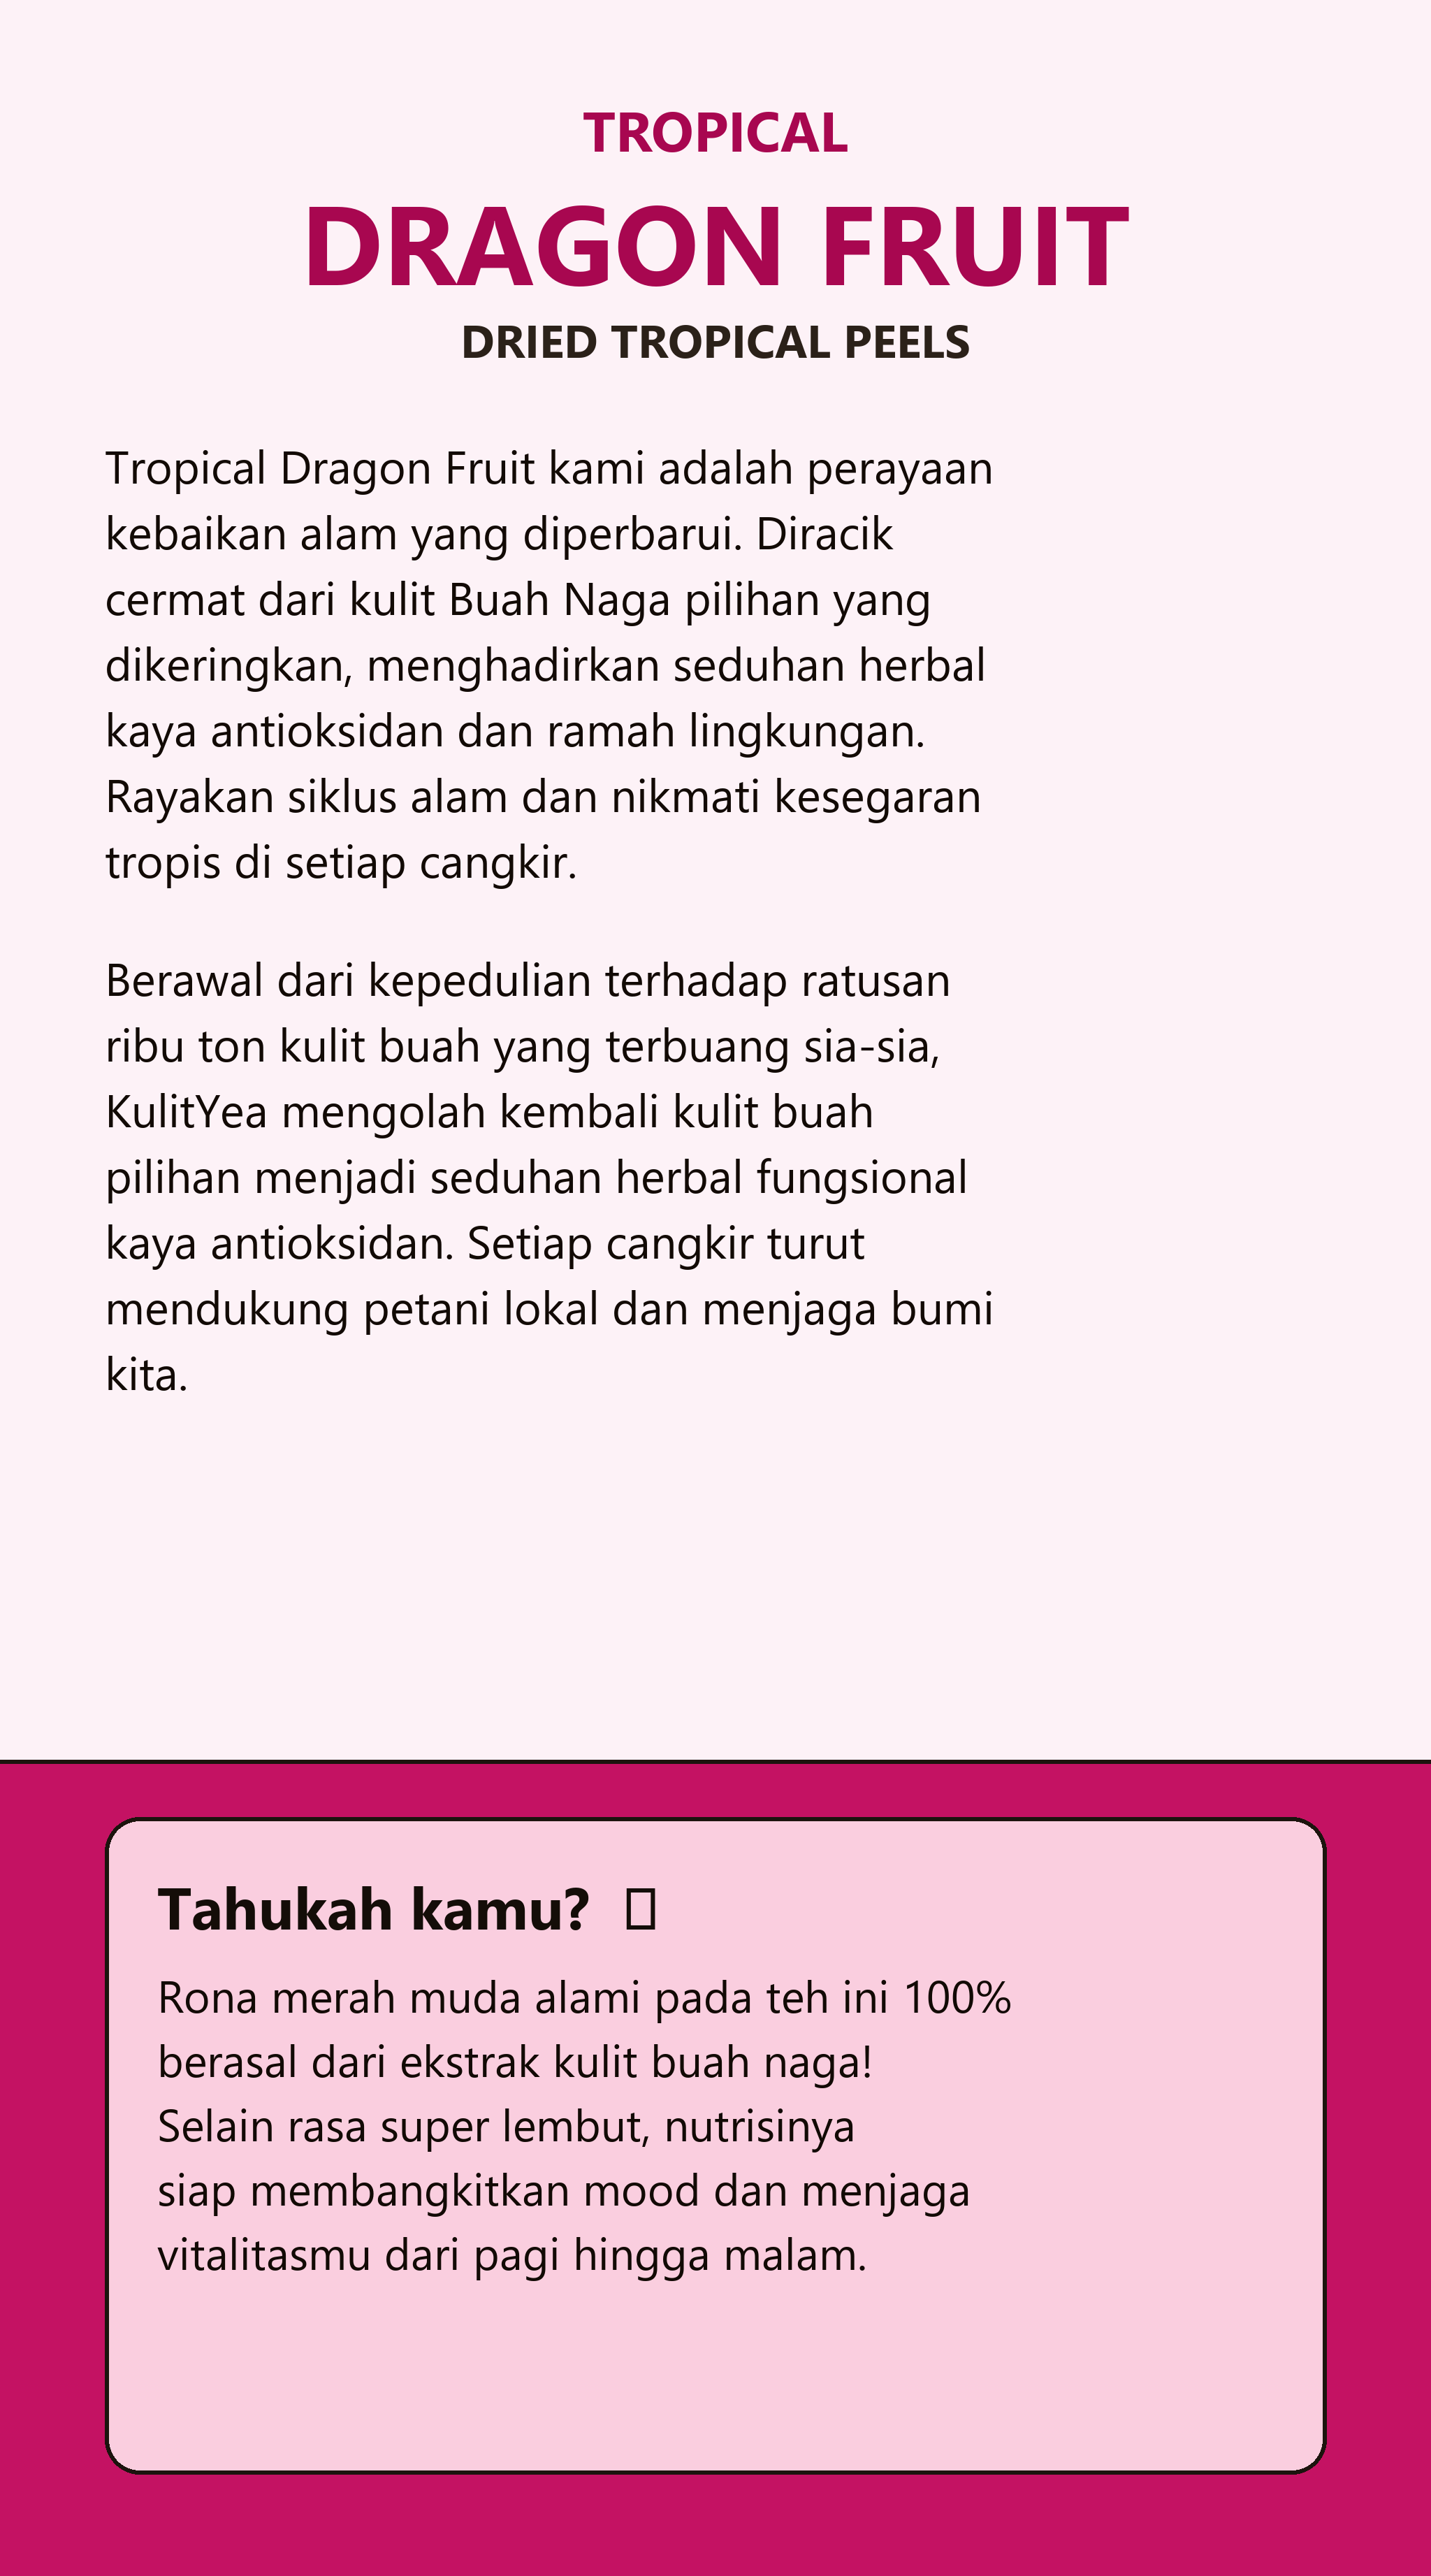 TROPICAL
DRAGON FRUIT
DRIED TROPICAL PEELS
Tropical Dragon Fruit kami adalah perayaan
kebaikan alam yang diperbarui. Diracik
cermat dari kulit Buah Naga pilihan yang
dikeringkan, menghadirkan seduhan herbal
kaya antioksidan dan ramah lingkungan.
Rayakan siklus alam dan nikmati kesegaran
tropis di setiap cangkir.
Berawal dari kepedulian terhadap ratusan
ribu ton kulit buah yang terbuang sia-sia,
KulitYea mengolah kembali kulit buah
pilihan menjadi seduhan herbal fungsional
kaya antioksidan. Setiap cangkir turut
mendukung petani lokal dan menjaga bumi
kita.
Tahukah kamu?
Rona merah muda alami pada teh ini 100%
berasal dari ekstrak kulit buah naga!
Selain rasa super lembut, nutrisinya
siap membangkitkan mood dan menjaga
vitalitasmu dari pagi hingga malam.